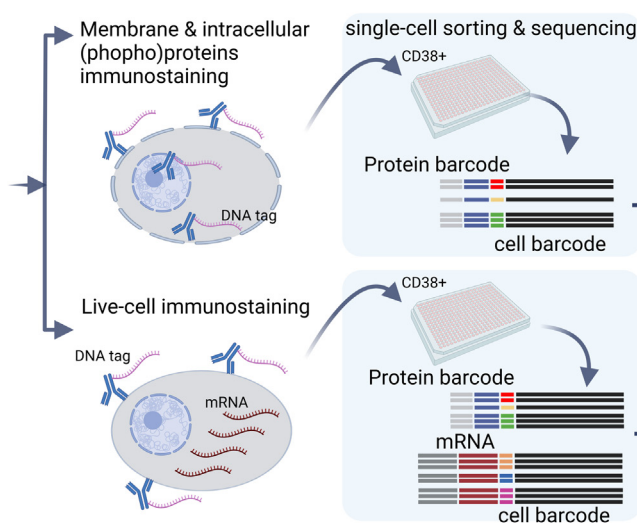 Membrane & intracellular
(phopho)proteins
immunostaining
DNA tag
single-cell sorting & sequencing
CD38+
Protein barcode
cell barcode
Live-cell immunostaining
DNA tag
mRNA
CD38+
Protein barcode
mRNA
cell barcode